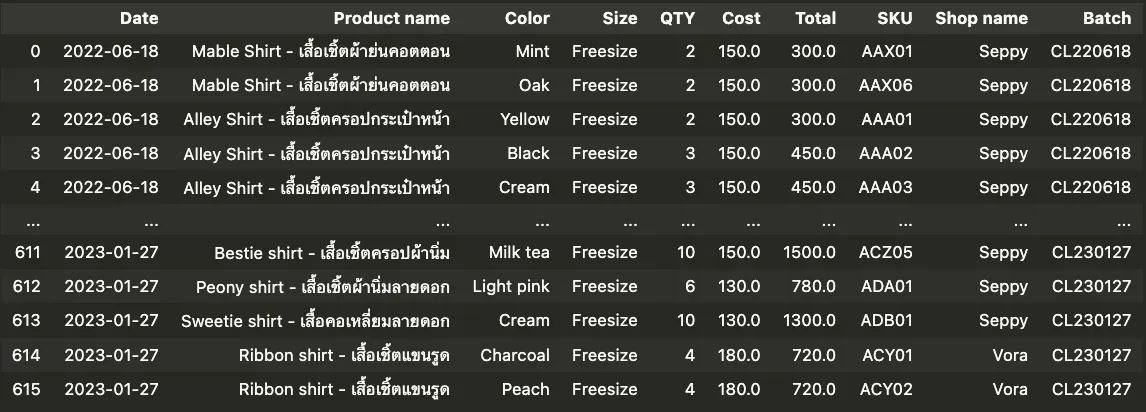 Date Product name Color Size QTY Cost Total SKU Shop name Batch
0 2022-06-18 Mable Shirt - เสื้อเชิ้ตผ้าย่นคอตตอน Mint Freesize 2 150.0 300.0 AAX01 Seppy CL220618
1 2022-06-18 Mable Shirt - เสื้อเชิ้ตผ้าย่นคอตตอน Oak Freesize 2 150.0 300.0 AAX06 Seppy CL220618
2 2022-06-18 Alley Shirt - เสื้อเชิ้ตครอปกระเป๋าหน้า Yellow Freesize 2 150.0 300.0 AAA01 Seppy CL220618
3 2022-06-18 Alley Shirt - เสื้อเชิ้ตครอปกระเป๋าหน้า Black Freesize 3 150.0 450.0 AAA02 Seppy CL220618
4 2022-06-18 Alley Shirt - เสื้อเชิ้ตครอปกระเป๋าหน้า Cream Freesize 3 150.0 450.0 AAA03 Seppy CL220618
... ... ... ... ... ... ... ... ... ... ...
611 2023-01-27 Bestie shirt - เสื้อเชิ้ตครอปผ้านิ่ม Milk tea Freesize 10 150.0 1500.0 ACZ05 Seppy CL230127
612 2023-01-27 Peony shirt - เสื้อเชิ้ตผ้านิ่มลายดอก Light pink Freesize 6 130.0 780.0 ADA01 Seppy CL230127
613 2023-01-27 Sweetie shirt - เสื้อคอเหลี่ยมลายดอก Cream Freesize 10 130.0 1300.0 ADB01 Seppy CL230127
614 2023-01-27 Ribbon shirt - เสื้อเชิ้ตแขนรูด Charcoal Freesize 4 180.0 720.0 ACY01 Vora CL230127
615 2023-01-27 Ribbon shirt - เสื้อเชิ้ตแขนรูด Peach Freesize 4 180.0 720.0 ACY02 Vora CL230127